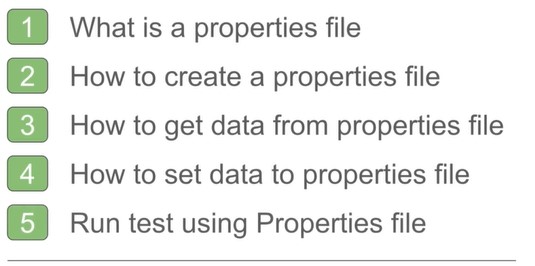 1 What is a properties file
2 How to create a properties file
3 How to get data from properties file
4 How to set data to properties file
5 Run test using Properties file